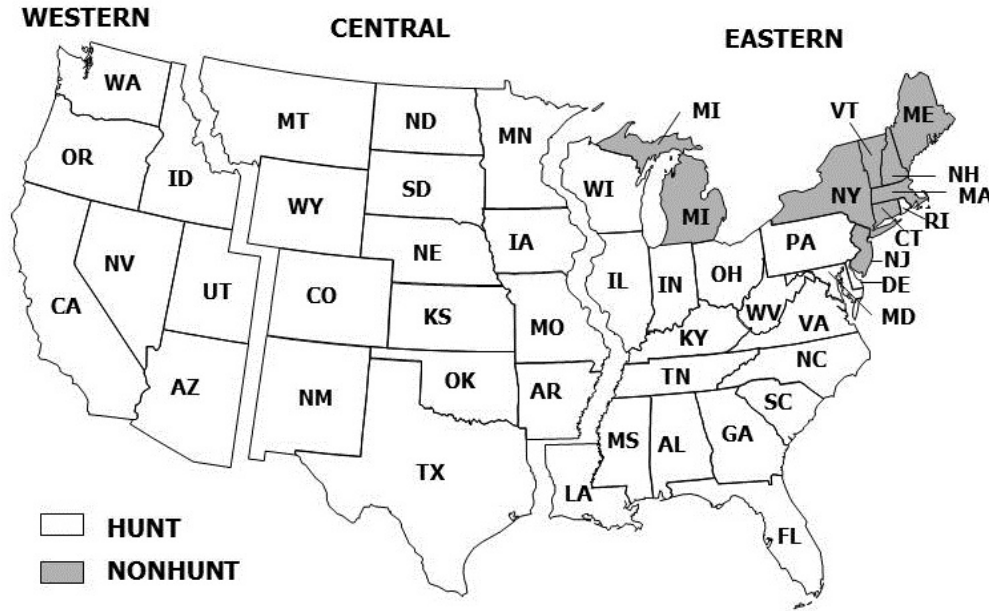 WESTERN
CENTRAL
EASTERN
WA
MT
ND
MN
MI
VT
ME
OR
ID
SD
WI
NH
MA
WY
MI
NY
RI
NV
NE
IA
PA
CT
NJ
CA
UT
CO
KS
IL
IN
OH
DE
MO
WV
VA
MD
KY
AZ
NM
OK
AR
TN
NC
SC
TX
MS
AL
GA
LA
FL
HUNT
NONHUNT